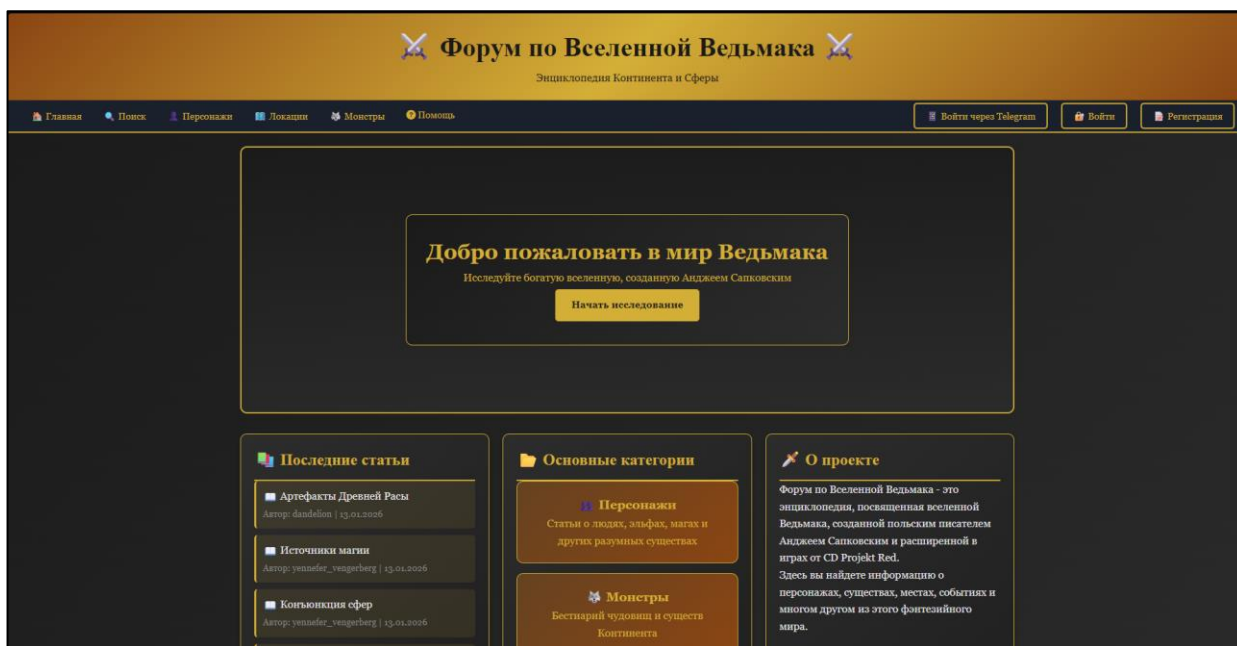 Форум по Вселенной Ведьмака
Энциклопедия Континента и Сферы
Главная
Поиск
Персонажи
Локации
Монстры
Помощь
Войти через Telegram
Войти
Регистрация
Добро пожаловать в мир Ведьмака
Исследуйте богатую вселенную, созданную Анджеем Сапковским
Начать исследование
Последние статьи
Артефакты Древней Расы
Автор: dandelion | 13.01.2026
Источники магии
Автор: yennefer_vengerberg | 13.01.2026
Конъюнкция сфер
Автор: yennefer_vengerberg | 13.01.2026
Основные категории
Персонажи
Статьи о людях, эльфах, магах и
других разумных существах
Монстры
Бестиарий чудовищ и существ
Континента
О проекте
Форум по Вселенной Ведьмака - это
энциклопедия, посвященная вселенной
Ведьмака, созданной польским писателем
Анджеем Сапковским и расширенной в
играх от CD Projekt Red.
Здесь вы найдете информацию о
персонажах, существах, местах, событиях и
многом другом из этого фэнтезийного
мира.